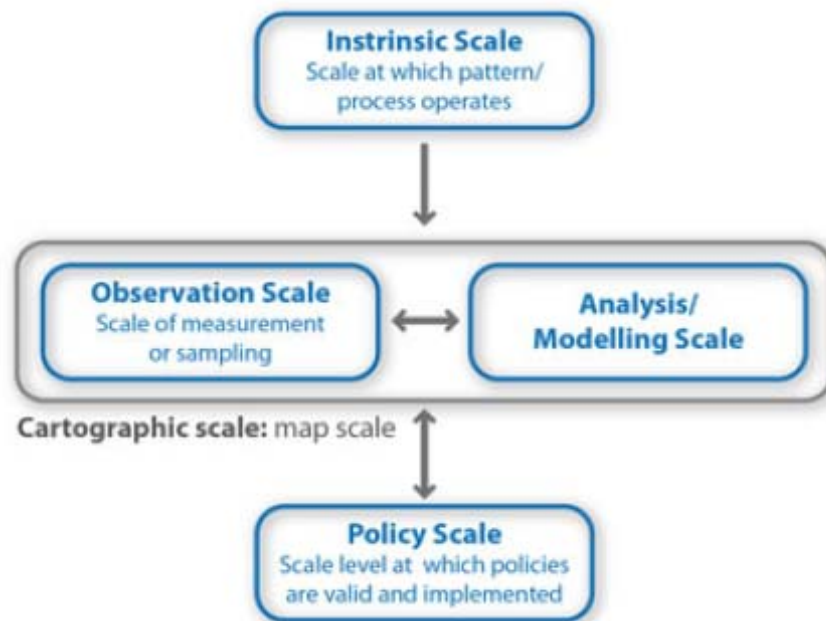 Instrinsic Scale
Scale at which pattern/
process operates
Observation Scale
Scale of measurement
or sampling
Analysis/
Modelling Scale
Cartographic scale: map scale
Policy Scale
Scale level at which policies
are valid and implemented